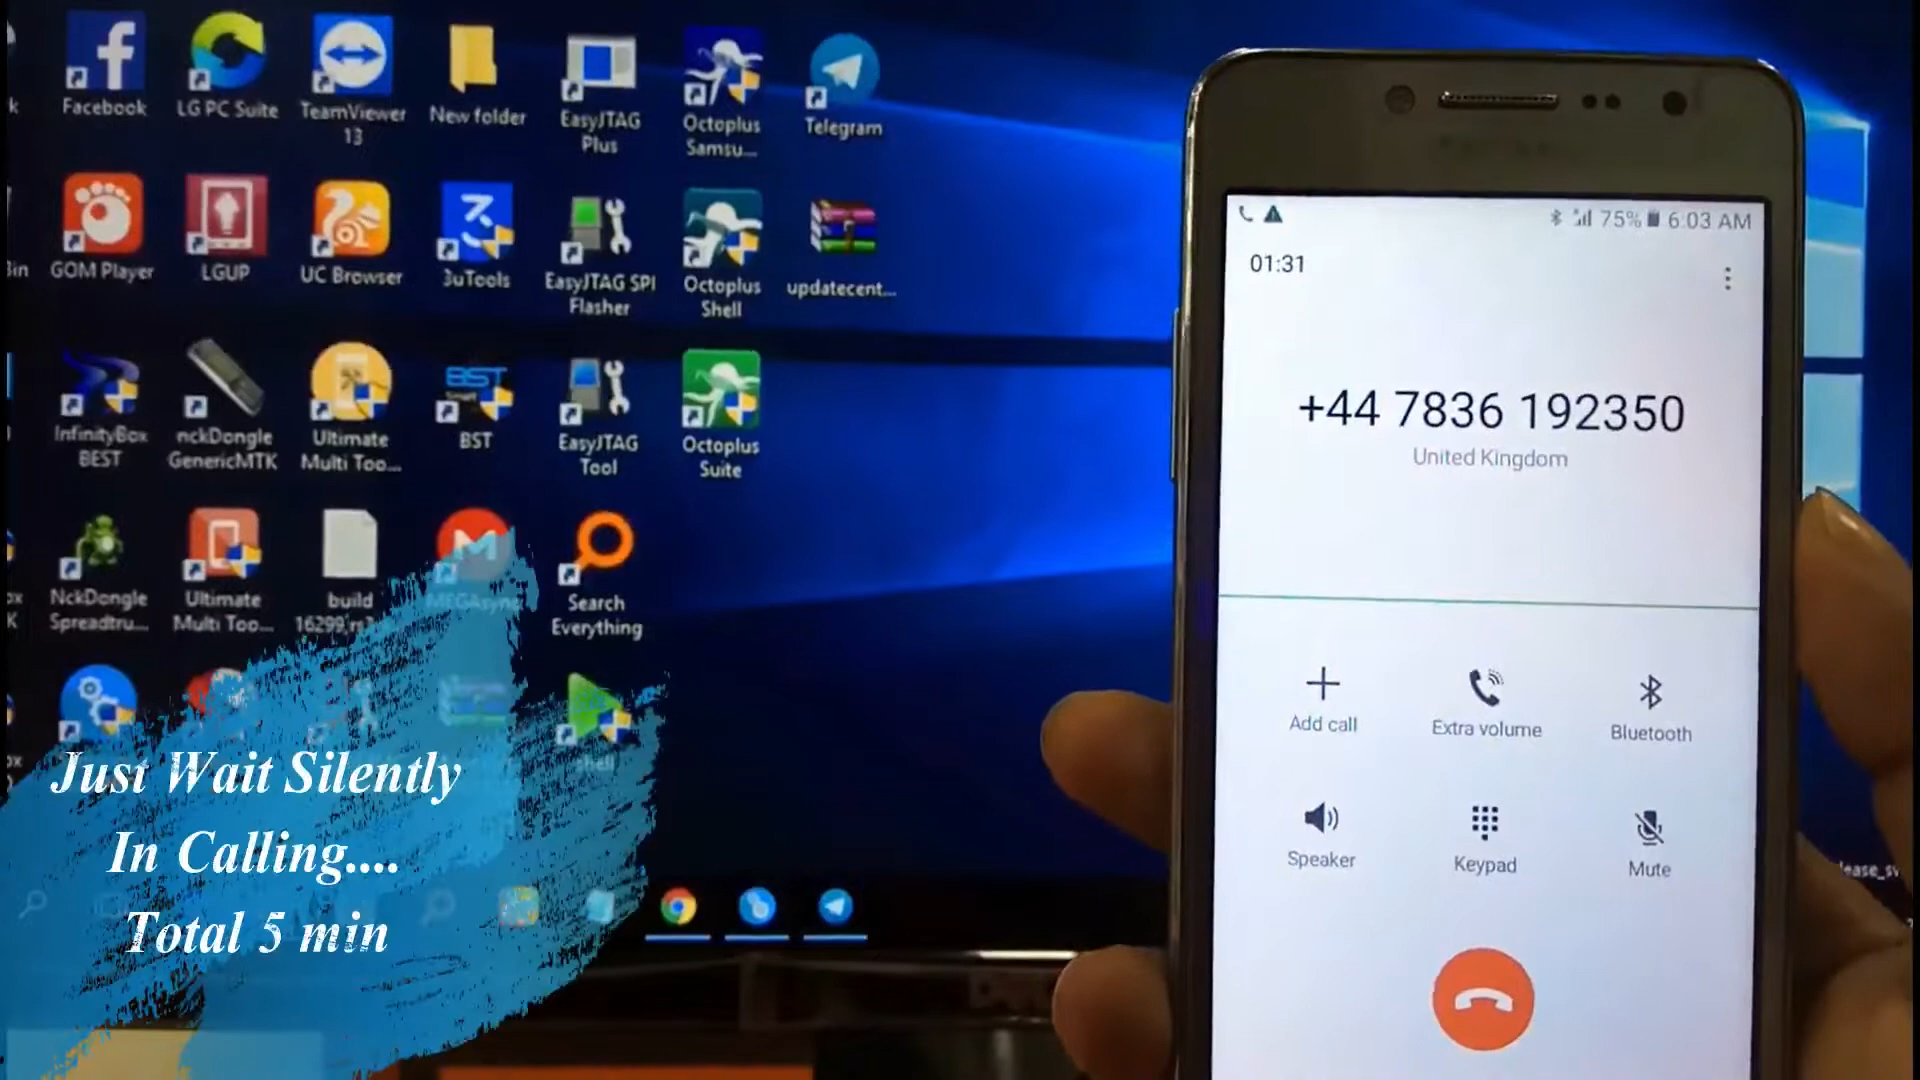 Facebook
LG PC Suite
TeamViewer
13
New folder
EasyJTAG
Plus
Octoplus
Samsu...
Telegram
GOM Player
LGUP
UC Browser
3uTools
EasyJTAG SPI
Flasher
Octoplus
Shell
updatecent...
InfinityBox
BEST
nckDongle
GenericMTK
Ultimate
Multi Too...
BST
BST
EasyJTAG
Tool
Octoplus
Suite
NckDongle
Spreadtru...
Ultimate
Multi Too...
build
MEGAsync
Search
Everything
Just Wait Silently
In Calling....
Total 5 min
75% 6:03 AM
01:31
+44 7836 192350
United Kingdom
Add call
Extra volume
Bluetooth
Speaker
Keypad
Mute